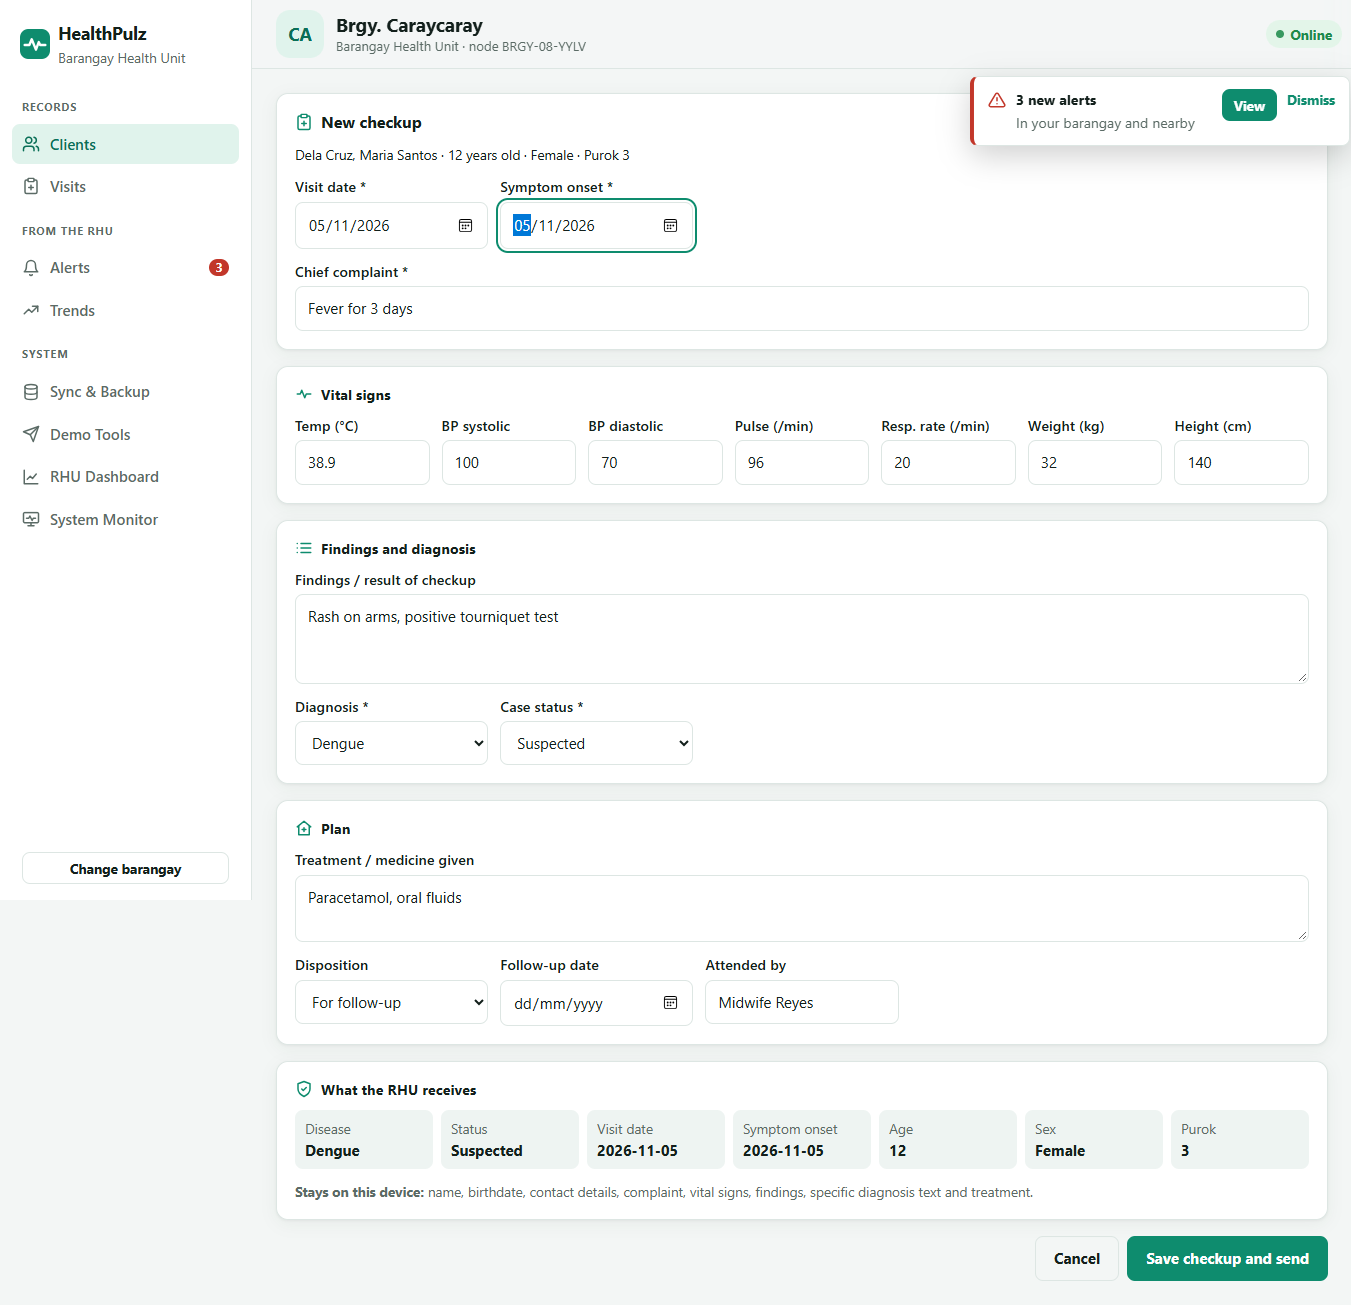 HealthPulz
Barangay Health Unit
RECORDS
Clients
Visits
FROM THE RHU
Alerts
3
Trends
SYSTEM
Sync & Backup
Demo Tools
RHU Dashboard
System Monitor
Change barangay
CA
Brgy. Caraycaray
Barangay Health Unit · node BRGY-08-YYLV
Online
3 new alerts
In your barangay and nearby
View
Dismiss
New checkup
Dela Cruz, Maria Santos · 12 years old · Female · Purok 3
Visit date *
Symptom onset *
05/11/2026
05/11/2026
Chief complaint *
Fever for 3 days
Vital signs
Temp (°C)
BP systolic
BP diastolic
Pulse (/min)
Resp. rate (/min)
Weight (kg)
Height (cm)
38.9
100
70
96
20
32
140
Findings and diagnosis
Findings / result of checkup
Rash on arms, positive tourniquet test
Diagnosis *
Case status *
Dengue
Suspected
Plan
Treatment / medicine given
Paracetamol, oral fluids
Disposition
Follow-up date
Attended by
For follow-up
dd/mm/yyyy
Midwife Reyes
What the RHU receives
Disease
Dengue
Status
Suspected
Visit date
2026-11-05
Symptom onset
2026-11-05
Age
12
Sex
Female
Purok
3
Stays on this device: name, birthdate, contact details, complaint, vital signs, findings, specific diagnosis text and treatment.
Cancel
Save checkup and send